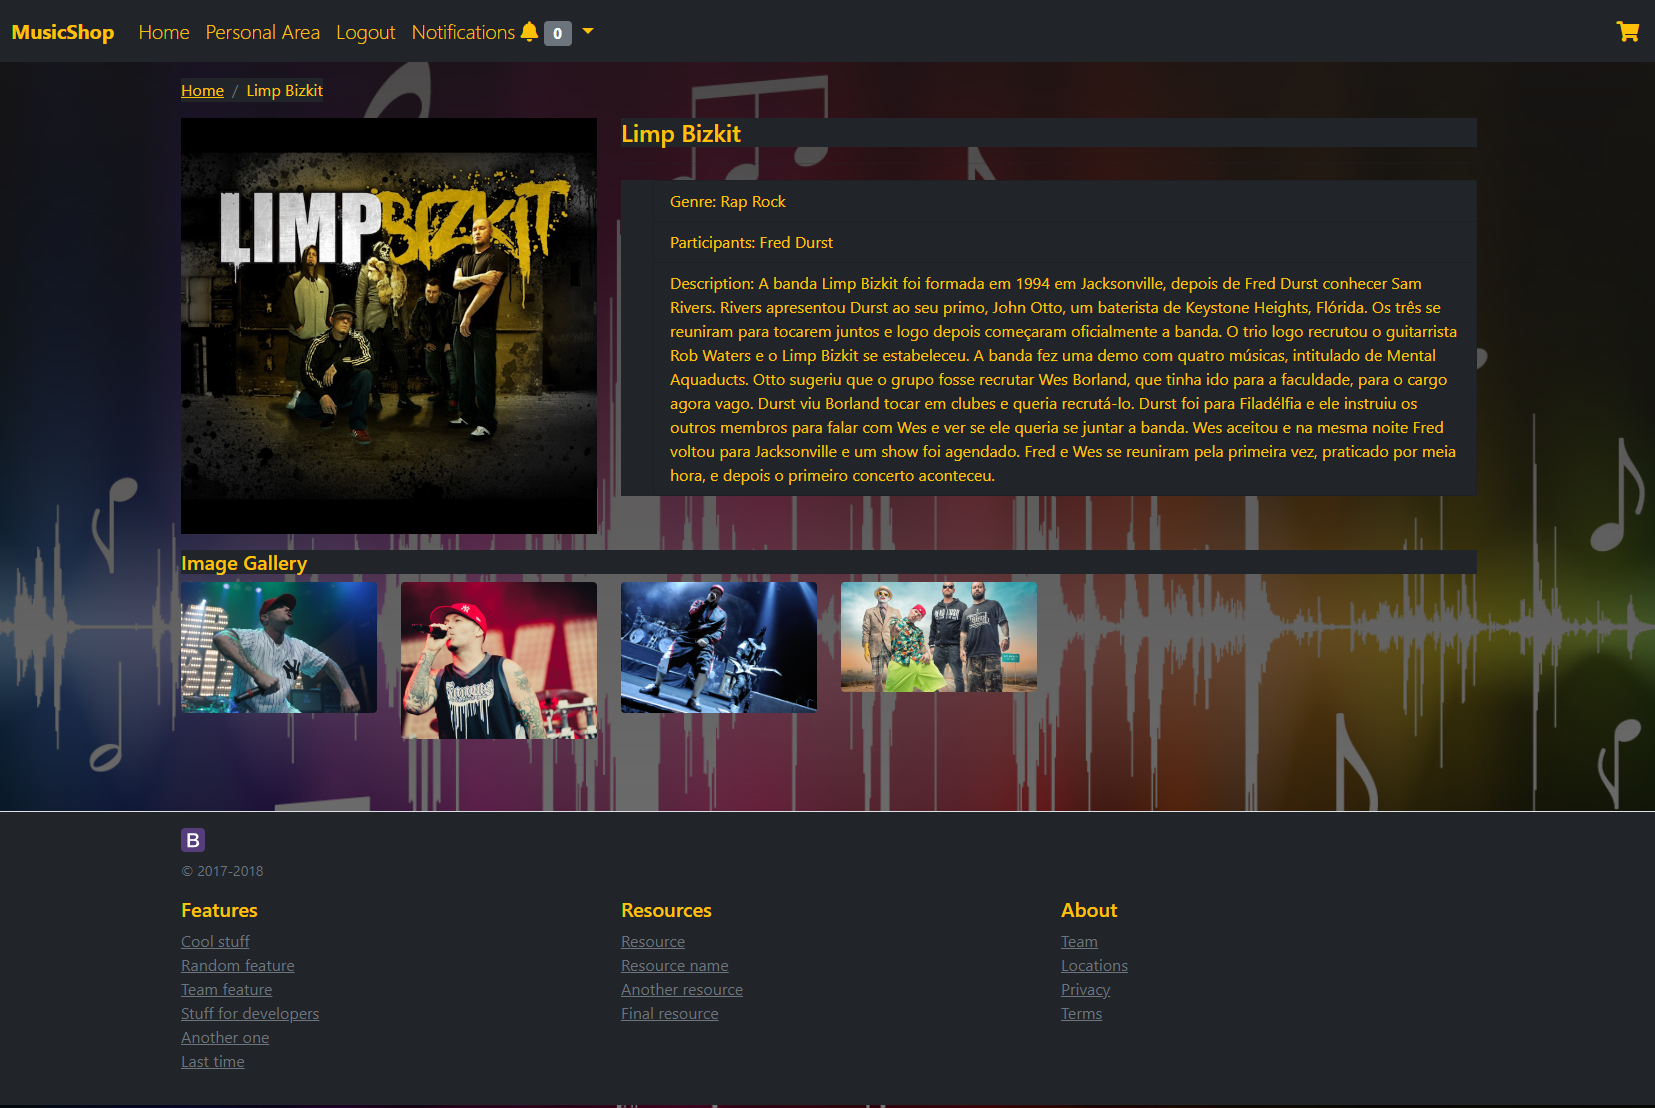 MusicShop Home Personal Area Logout Notifications 0
Home / Limp Bizkit
LIMPBIZKIT
Limp Bizkit
Genre: Rap Rock
Participants: Fred Durst
Description: A banda Limp Bizkit foi formada em 1994 em Jacksonville, depois de Fred Durst conhecer Sam
Rivers. Rivers apresentou Durst ao seu primo, John Otto, um baterista de Keystone Heights, Flórida. Os três se
reuniram para tocarem juntos e logo depois começaram oficialmente a banda. O trio logo recrutou o guitarrista
Rob Waters e o Limp Bizkit se estabeleceu. A banda fez uma demo com quatro músicas, intitulado de Mental
Aquaducts. Otto sugeriu que o grupo fosse recrutar Wes Borland, que tinha ido para a faculdade, para o cargo
agora vago. Durst viu Borland tocar em clubes e queria recrutá-lo. Durst foi para Filadélfia e ele instruiu os
outros membros para falar com Wes e ver se ele queria se juntar a banda. Wes aceitou e na mesma noite Fred
voltou para Jacksonville e um show foi agendado. Fred e Wes se reuniram pela primeira vez, praticado por meia
hora, e depois o primeiro concerto aconteceu.
Image Gallery
B
© 2017-2018
Features
Cool stuff
Random feature
Team feature
Stuff for developers
Another one
Last time
Resources
Resource
Resource name
Another resource
Final resource
About
Team
Locations
Privacy
Terms